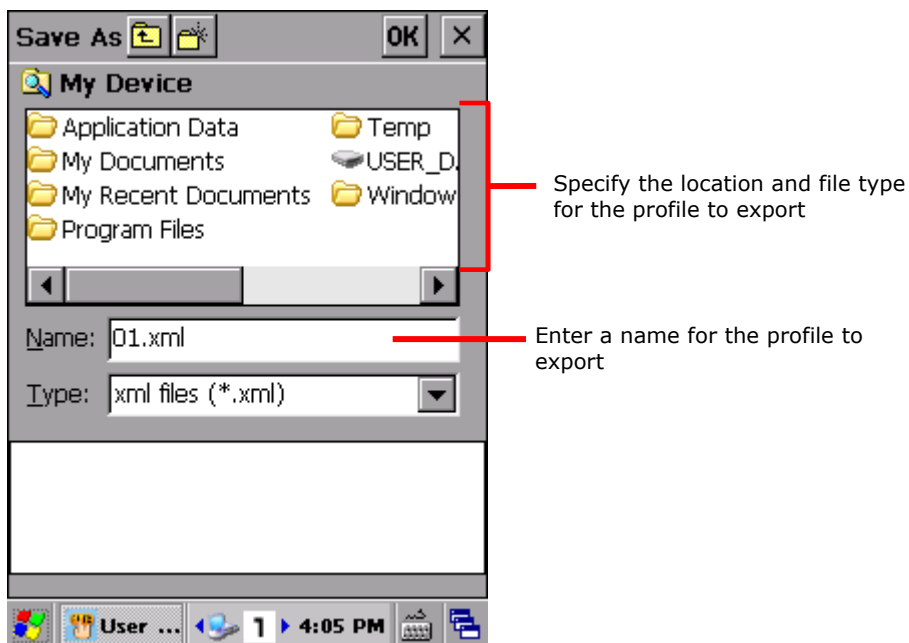 Save As OK ×
My Device
Application Data Temp
My Documents USER_D
My Recent Documents Window
Program Files
Specify the location and file type
for the profile to export
Name: 01.xml
Enter a name for the profile to
export
Type: xml files (*.xml)
User ... 1 4:05 PM